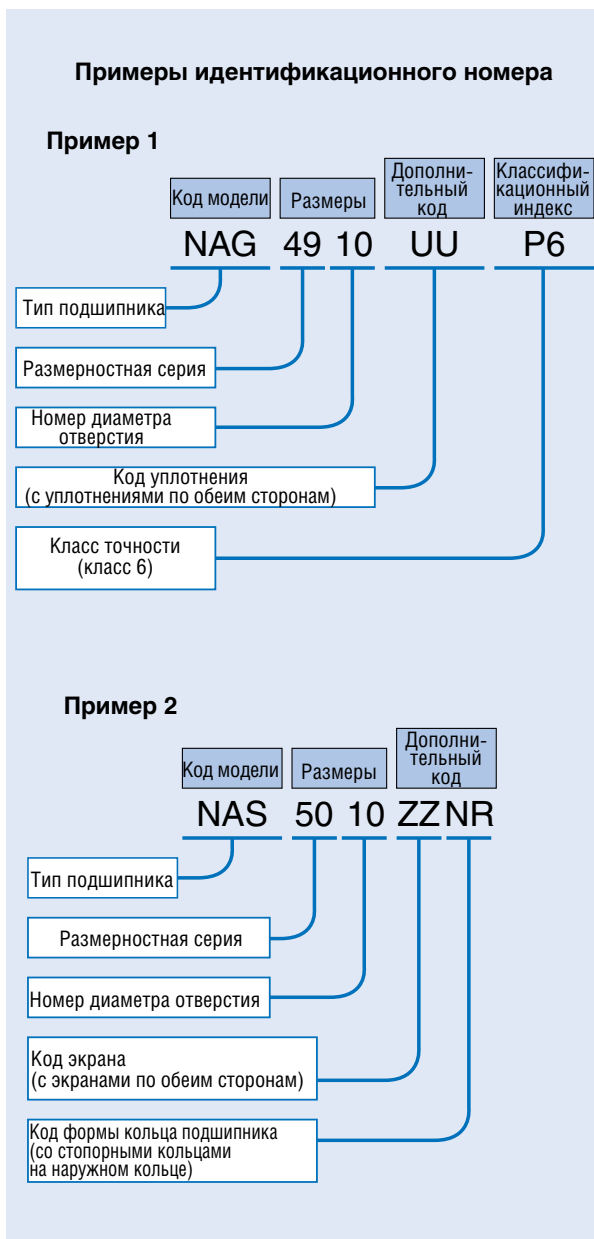 Примеры идентификационного номера
Пример 1
Код модели
Размеры
Дополни-
тельный
код
Классифи-
кационный
индекс
NAG 49 10 UU P6
Тип подшипника
Размерностная серия
Номер диаметра
отверстия
Код уплотнения
(с уплотнениями по обеим сторонам)
Класс точности
(класс 6)
Пример 2
Код модели
Размеры
Дополни-
тельный
код
NAS 50 10 ZZ NR
Тип подшипника
Размерностная серия
Номер диаметра отверстия
Код экрана
(с экранами по обеим сторонам)
Код формы кольца подшипника
(со стопорными кольцами
на наружном кольце)